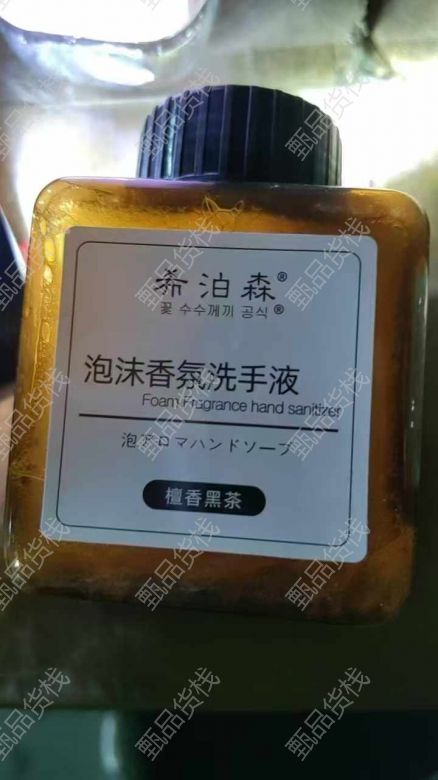 希泊森®
꽃 수수께끼 공식®
泡沫香氛洗手液
Foam Fragrance hand sanitizer
泡アロマハンドソープ
檀香黑茶
甄品货栈